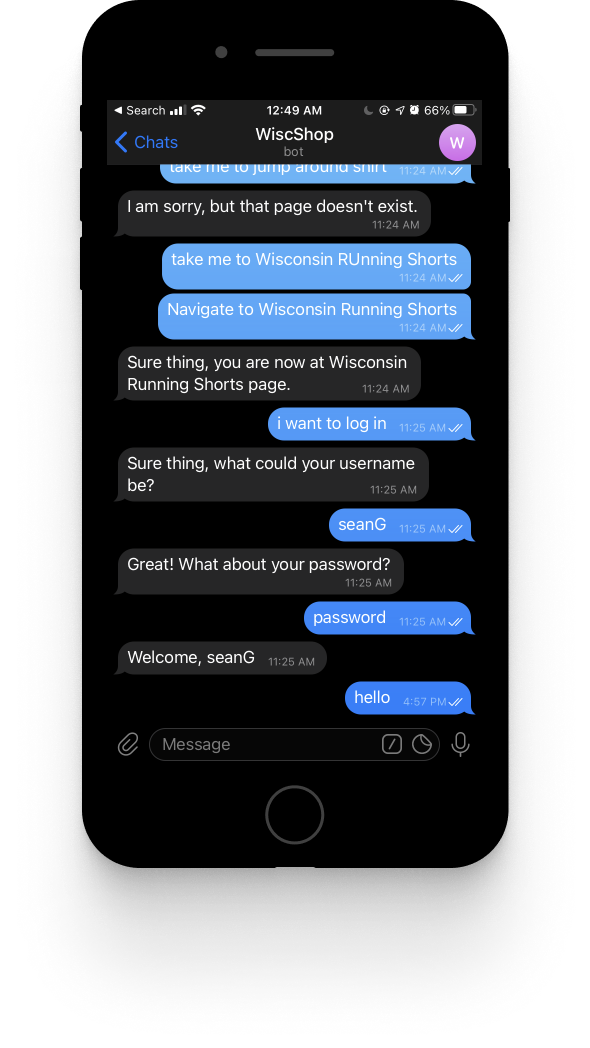 Search
12:49 AM
66%
Chats
WiscShop
bot
W
take me to jump around shirt 11:24 AM
I am sorry, but that page doesn't exist.
11:24 AM
take me to Wisconsin RUnning Shorts
11:24 AM
Navigate to Wisconsin Running Shorts
11:24 AM
Sure thing, you are now at Wisconsin
Running Shorts page. 11:24 AM
i want to log in 11:25 AM
Sure thing, what could your username
be? 11:25 AM
seanG 11:25 AM
Great! What about your password?
11:25 AM
password 11:25 AM
Welcome, seanG 11:25 AM
hello 4:57 PM
Message